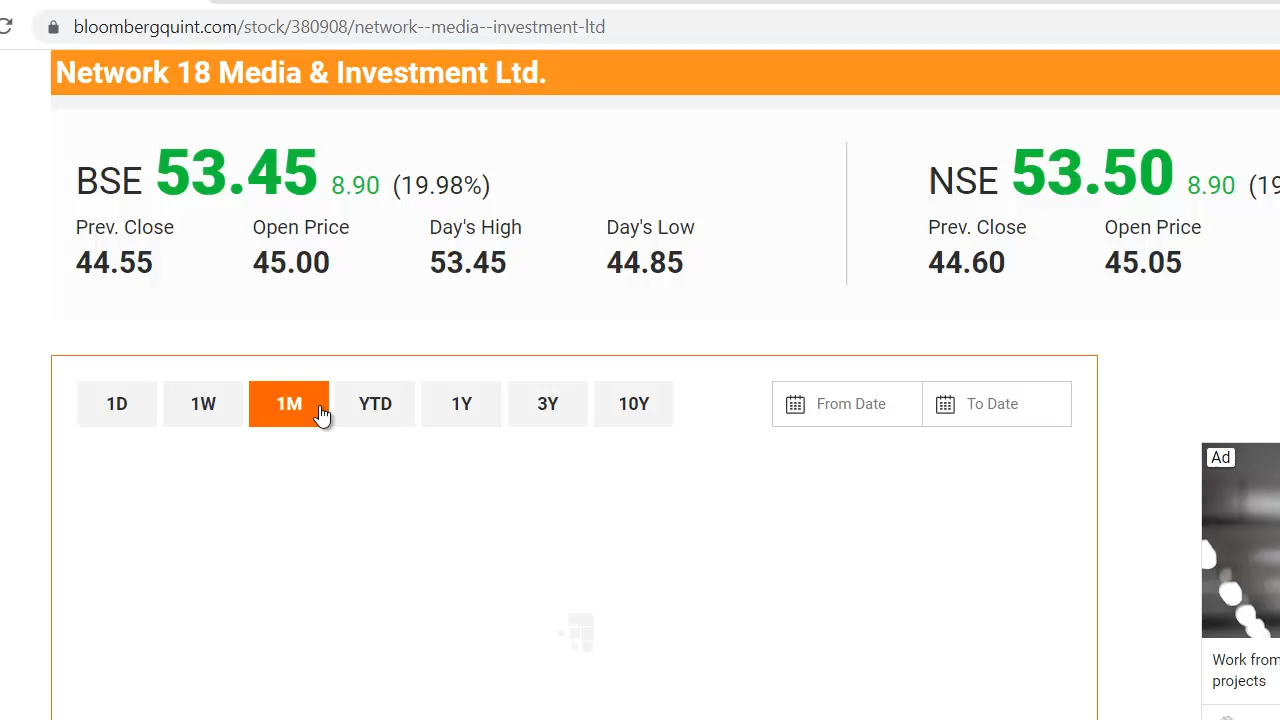 bloombergquint.com/stock/380908/network--media--investment-ltd
Network 18 Media & Investment Ltd.
BSE 53.45 8.90 (19.98%)
Prev. Close Open Price Day's High Day's Low
44.55 45.00 53.45 44.85
NSE 53.50 8.90
Prev. Close Open Price
44.60 45.05
1D 1W 1M YTD 1Y 3Y 10Y From Date To Date
Ad
Work from
projects